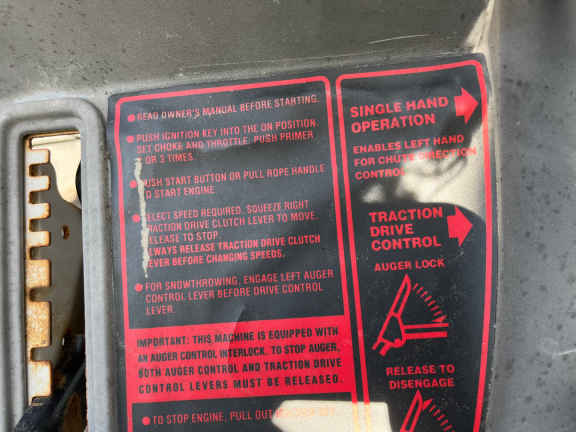 ● READ OWNER'S MANUAL BEFORE STARTING.
● PUSH IGNITION KEY INTO THE ON POSITION.
SET CHOKE AND THROTTLE. PUSH PRIMER
OR 3 TIMES.
● PUSH START BUTTON OR PULL ROPE HANDLE
TO START ENGINE
● SELECT SPEED REQUIRED. SQUEEZE RIGHT
TRACTION DRIVE CLUTCH LEVER TO MOVE.
RELEASE TO STOP.
ALWAYS RELEASE TRACTION DRIVE CLUTCH
LEVER BEFORE CHANGING SPEEDS.
● FOR SNOWTHROWING, ENGAGE LEFT AUGER
CONTROL LEVER BEFORE DRIVE CONTROL
LEVER.
IMPORTANT: THIS MACHINE IS EQUIPPED WITH
AN AUGER CONTROL INTERLOCK. TO STOP AUGER,
BOTH AUGER CONTROL AND TRACTION DRIVE
CONTROL LEVERS MUST BE RELEASED.
● TO STOP ENGINE, PULL OUT
SINGLE HAND
OPERATION
ENABLES LEFT HAND
FOR CHUTE DIRECTION
CONTROL
TRACTION
DRIVE
CONTROL
AUGER LOCK
RELEASE TO
DISENGAGE